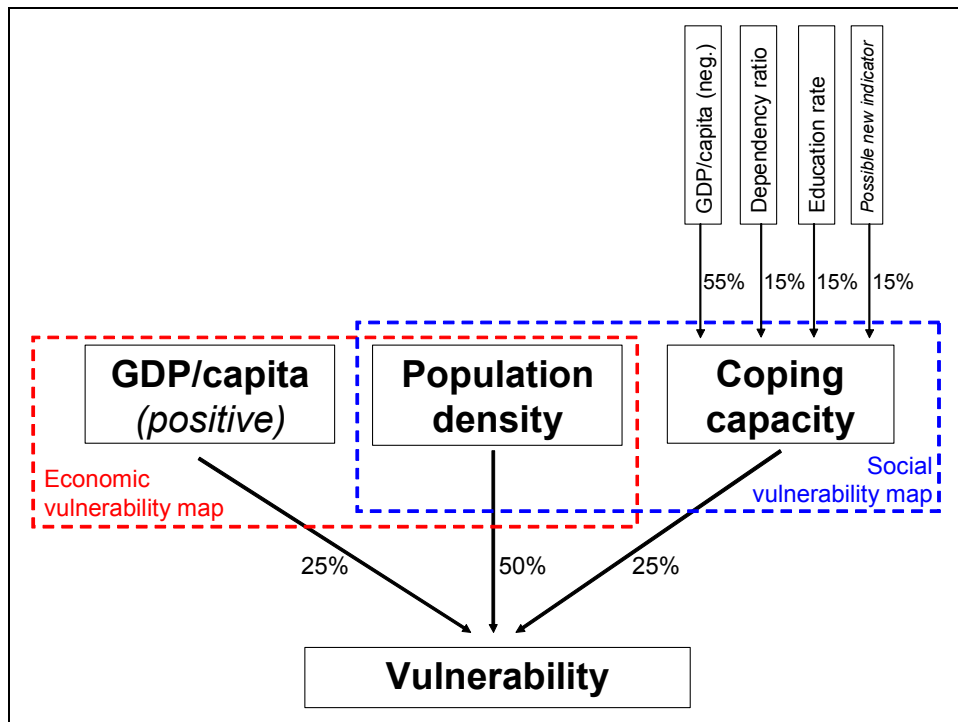 GDP/capita (neg.)
Dependency ratio
Education rate
Possible new indicator
55%
15%
15%
15%
GDP/capita
(positive)
Population
density
Coping
capacity
Economic
vulnerability map
Social
vulnerability map
25%
50%
25%
Vulnerability